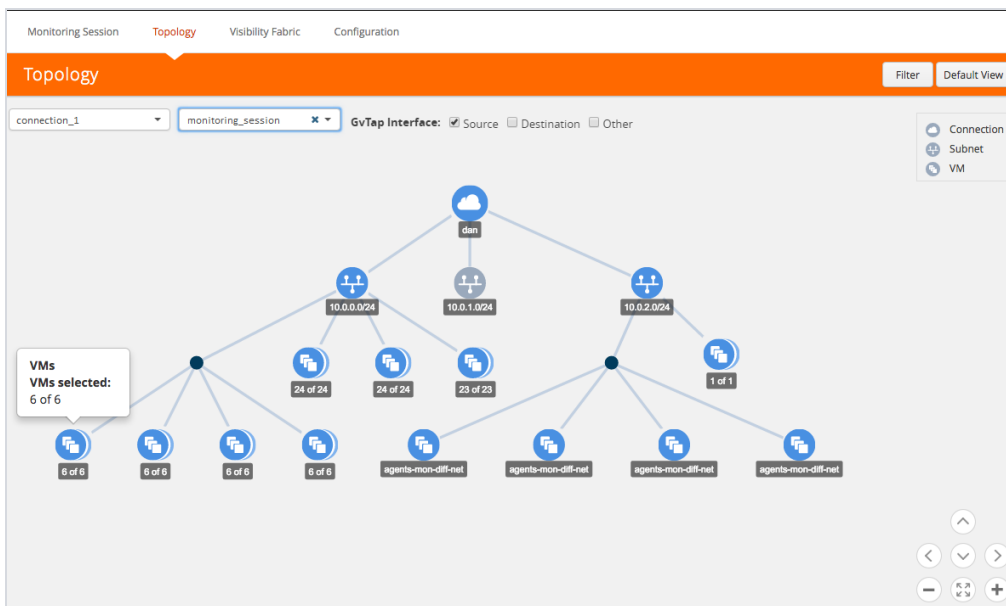 Monitoring Session Topology Visibility Fabric Configuration
Topology Filter Default View
connection_1 monitoring_session GvTap Interface: Source Destination Other
Connection
Subnet
VM
dan
10.0.0.0/24 10.0.1.0/24 10.0.2.0/24
VMs
VMs selected:
6 of 6
24 of 24 24 of 24 23 of 23 1 of 1
6 of 6 6 of 6 6 of 6 6 of 6 agents-mon-diff-net agents-mon-diff-net agents-mon-diff-net agents-mon-diff-net